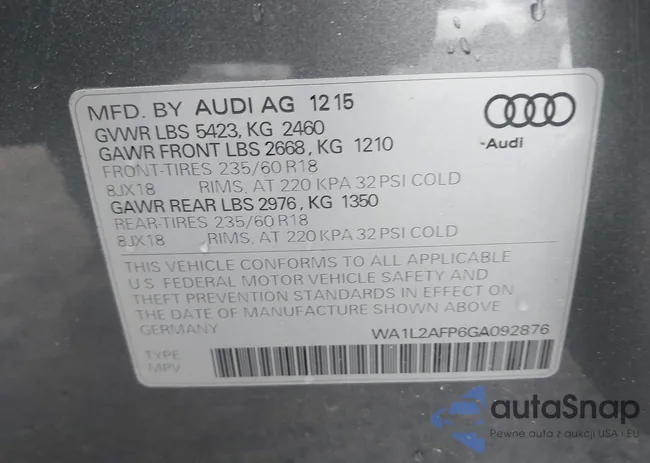 MFD. BY AUDI AG 12 15
GVWR LBS 5423, KG 2460
GAWR FRONT LBS 2668, KG 1210
FRONT-TIRES 235/60 R18
8JX18 RIMS, AT 220 KPA 32 PSI COLD
GAWR REAR LBS 2976, KG 1350
REAR-TIRES 235/60 R18
8JX18 RIMS, AT 220 KPA 32 PSI COLD
THIS VEHICLE CONFORMS TO ALL APPLICABLE
U.S. FEDERAL MOTOR VEHICLE SAFETY AND
THEFT PREVENTION STANDARDS IN EFFECT ON
THE DATE OF MANUFACTURE SHOWN ABOVE
GERMANY WA1L2AFP6GA092876
TYPE
MPV
Audi
autaSnap
Pewne auta z aukcji USA i EU